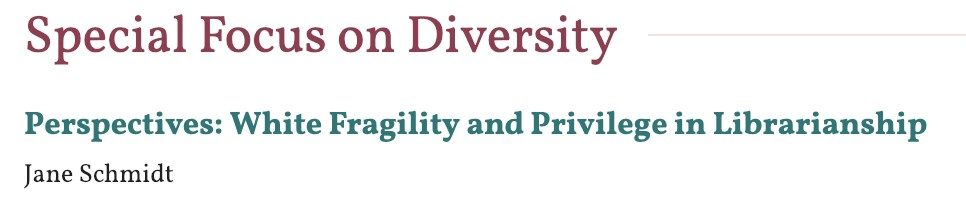 Special Focus on Diversity
Perspectives: White Fragility and Privilege in Librarianship
Jane Schmidt